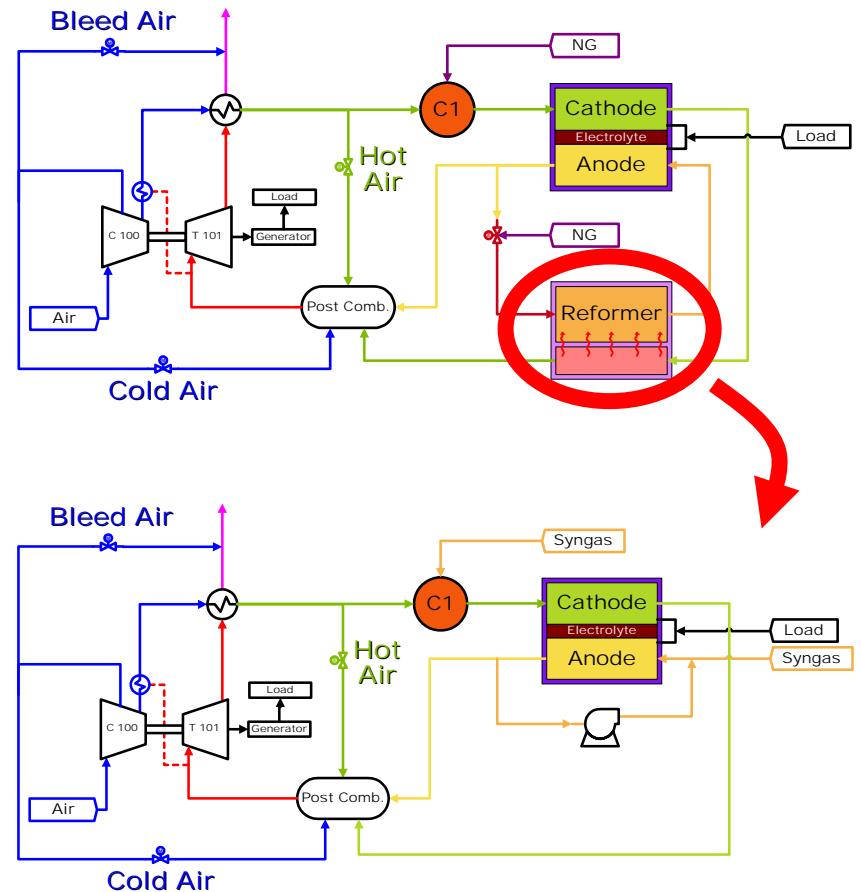 Bleed Air
NG
C1
Cathode
Electrolyte
Anode
Load
Hot
Air
Load
C 100
T 101
Generator
NG
Air
Post Comb.
Reformer
Cold Air
Bleed Air
Syngas
C1
Cathode
Electrolyte
Anode
Load
Syngas
Hot
Air
Load
C 100
T 101
Generator
Air
Post Comb.
Cold Air